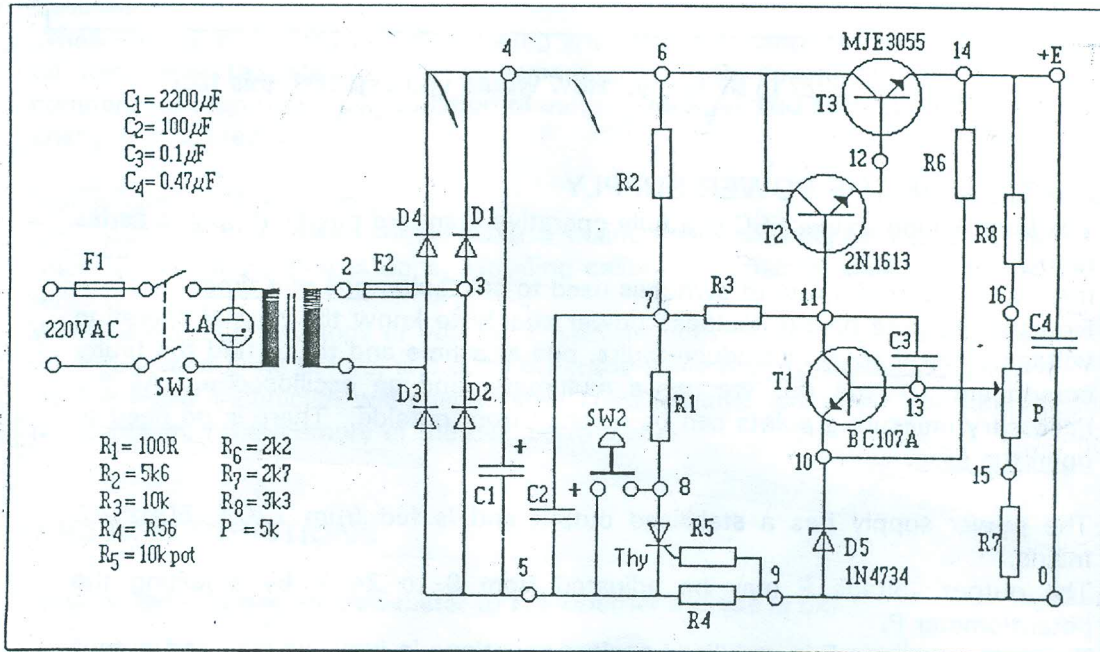 MJE3055
4
6
14
+E
C1 = 2200µF
C2 = 100µF
C3 = 0.1µF
C4 = 0.47µF
T3
12
R2
R6
D4
D1
T2
R8
2N1613
F1
2
F2
3
R3
11
16
7
C4
220VAC
LA
C3
T1
SW1
D3
D2
R1
13
P
SW2
BC107A
R1 = 100R
R6 = 2k2
10
15
R2 = 5k6
R7 = 2k7
C1
+
C2
+
8
R3 = 10k
R8 = 3k3
R4 = R56
P = 5k
R5
D5
R7
R5 = 10k pot
Thy
5
9
1N4734
0
R4